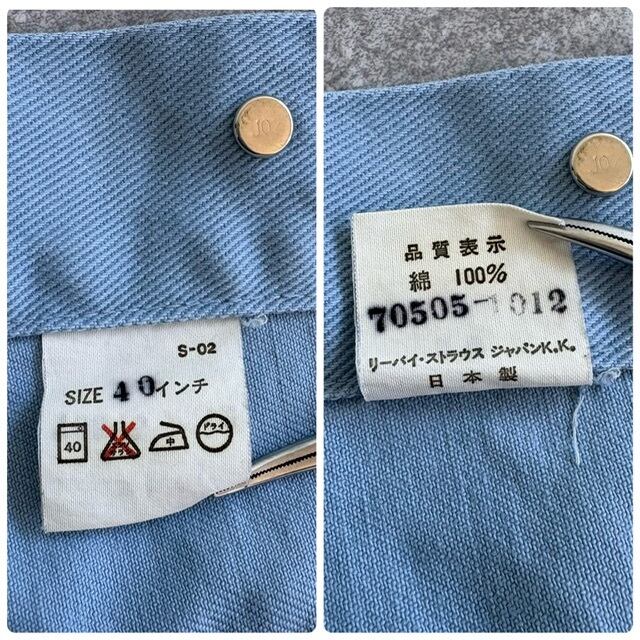 10
S-02
SIZE 40インチ
40
中
ドライ
10
品質表示
綿 100%
70505-1012
リーバイ・ストラウス ジャパンK.K.
日本製